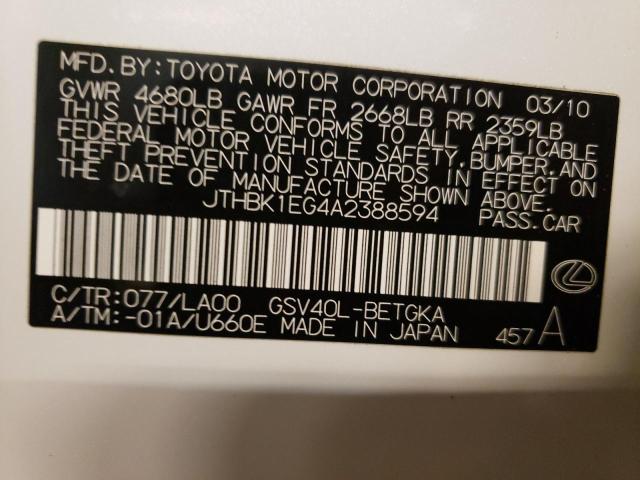 MFD. BY: TOYOTA MOTOR CORPORATION 03/10
GVWR 4680LB GAWR FR 2668LB RR 2359LB
THIS VEHICLE CONFORMS TO ALL APPLICABLE
FEDERAL MOTOR VEHICLE SAFETY, BUMPER, AND
THEFT PREVENTION STANDARDS IN EFFECT ON
THE DATE OF MANUFACTURE SHOWN ABOVE.
JTHBK1EG4A2388594 PASS.CAR
C/TR:077/LA00 GSV40L-BETGKA
A/TM:-01A/U660E MADE IN JAPAN 457 A